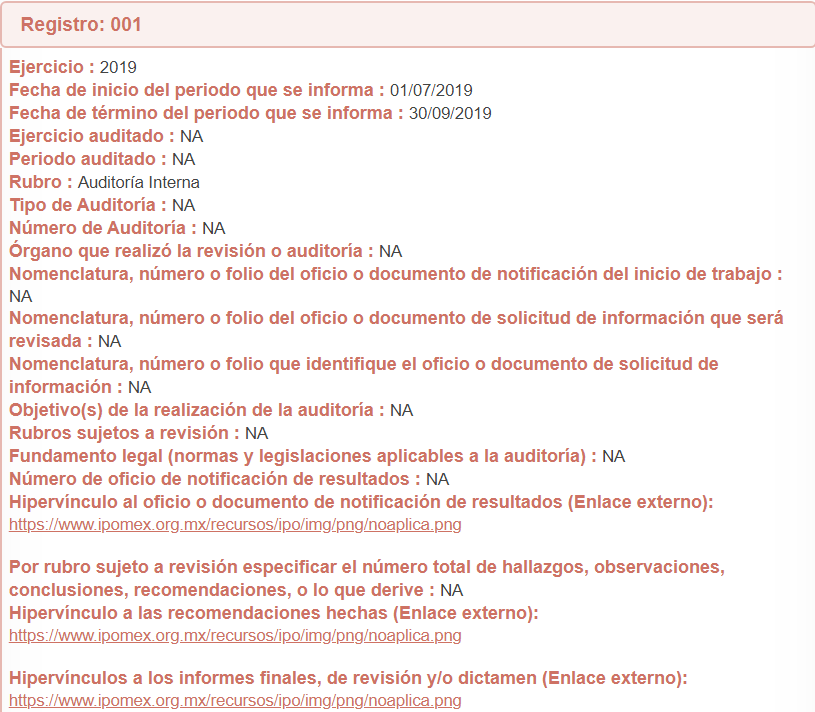 Registro: 001
Ejercicio : 2019
Fecha de inicio del periodo que se informa : 01/07/2019
Fecha de término del periodo que se informa : 30/09/2019
Ejercicio auditado : NA
Periodo auditado : NA
Rubro : Auditoría Interna
Tipo de Auditoría : NA
Número de Auditoría : NA
Órgano que realizó la revisión o auditoría : NA
Nomenclatura, número o folio del oficio o documento de notificación del inicio de trabajo :
NA
Nomenclatura, número o folio del oficio o documento de solicitud de información que será
revisada : NA
Nomenclatura, número o folio que identifique el oficio o documento de solicitud de
información : NA
Objetivo(s) de la realización de la auditoría : NA
Rubros sujetos a revisión : NA
Fundamento legal (normas y legislaciones aplicables a la auditoría) : NA
Número de oficio de notificación de resultados : NA
Hipervínculo al oficio o documento de notificación de resultados (Enlace externo):
https://www.ipomex.org.mx/recursos/ipo/img/png/noaplica.png
Por rubro sujeto a revisión especificar el número total de hallazgos, observaciones,
conclusiones, recomendaciones, o lo que derive : NA
Hipervínculo a las recomendaciones hechas (Enlace externo):
https://www.ipomex.org.mx/recursos/ipo/img/png/noaplica.png
Hipervínculos a los informes finales, de revisión y/o dictamen (Enlace externo):
https://www.ipomex.org.mx/recursos/ipo/img/png/noaplica.png